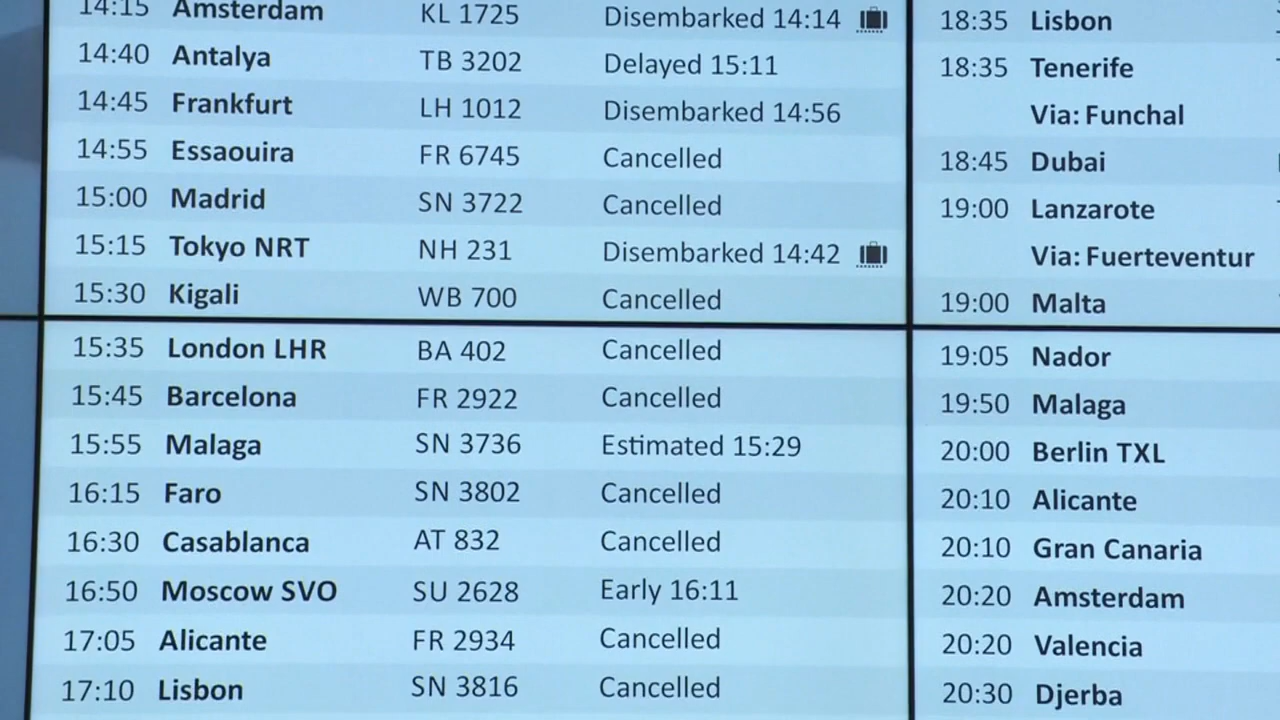 14:15 Amsterdam KL 1725 Disembarked 14:14
14:40 Antalya TB 3202 Delayed 15:11
14:45 Frankfurt LH 1012 Disembarked 14:56
14:55 Essaouira FR 6745 Cancelled
15:00 Madrid SN 3722 Cancelled
15:15 Tokyo NRT NH 231 Disembarked 14:42
15:30 Kigali WB 700 Cancelled
15:35 London LHR BA 402 Cancelled
15:45 Barcelona FR 2922 Cancelled
15:55 Malaga SN 3736 Estimated 15:29
16:15 Faro SN 3802 Cancelled
16:30 Casablanca AT 832 Cancelled
16:50 Moscow SVO SU 2628 Early 16:11
17:05 Alicante FR 2934 Cancelled
17:10 Lisbon SN 3816 Cancelled
18:35 Lisbon
18:35 Tenerife
Via: Funchal
18:45 Dubai
19:00 Lanzarote
Via: Fuerteventur
19:00 Malta
19:05 Nador
19:50 Malaga
20:00 Berlin TXL
20:10 Alicante
20:10 Gran Canaria
20:20 Amsterdam
20:20 Valencia
20:30 Djerba